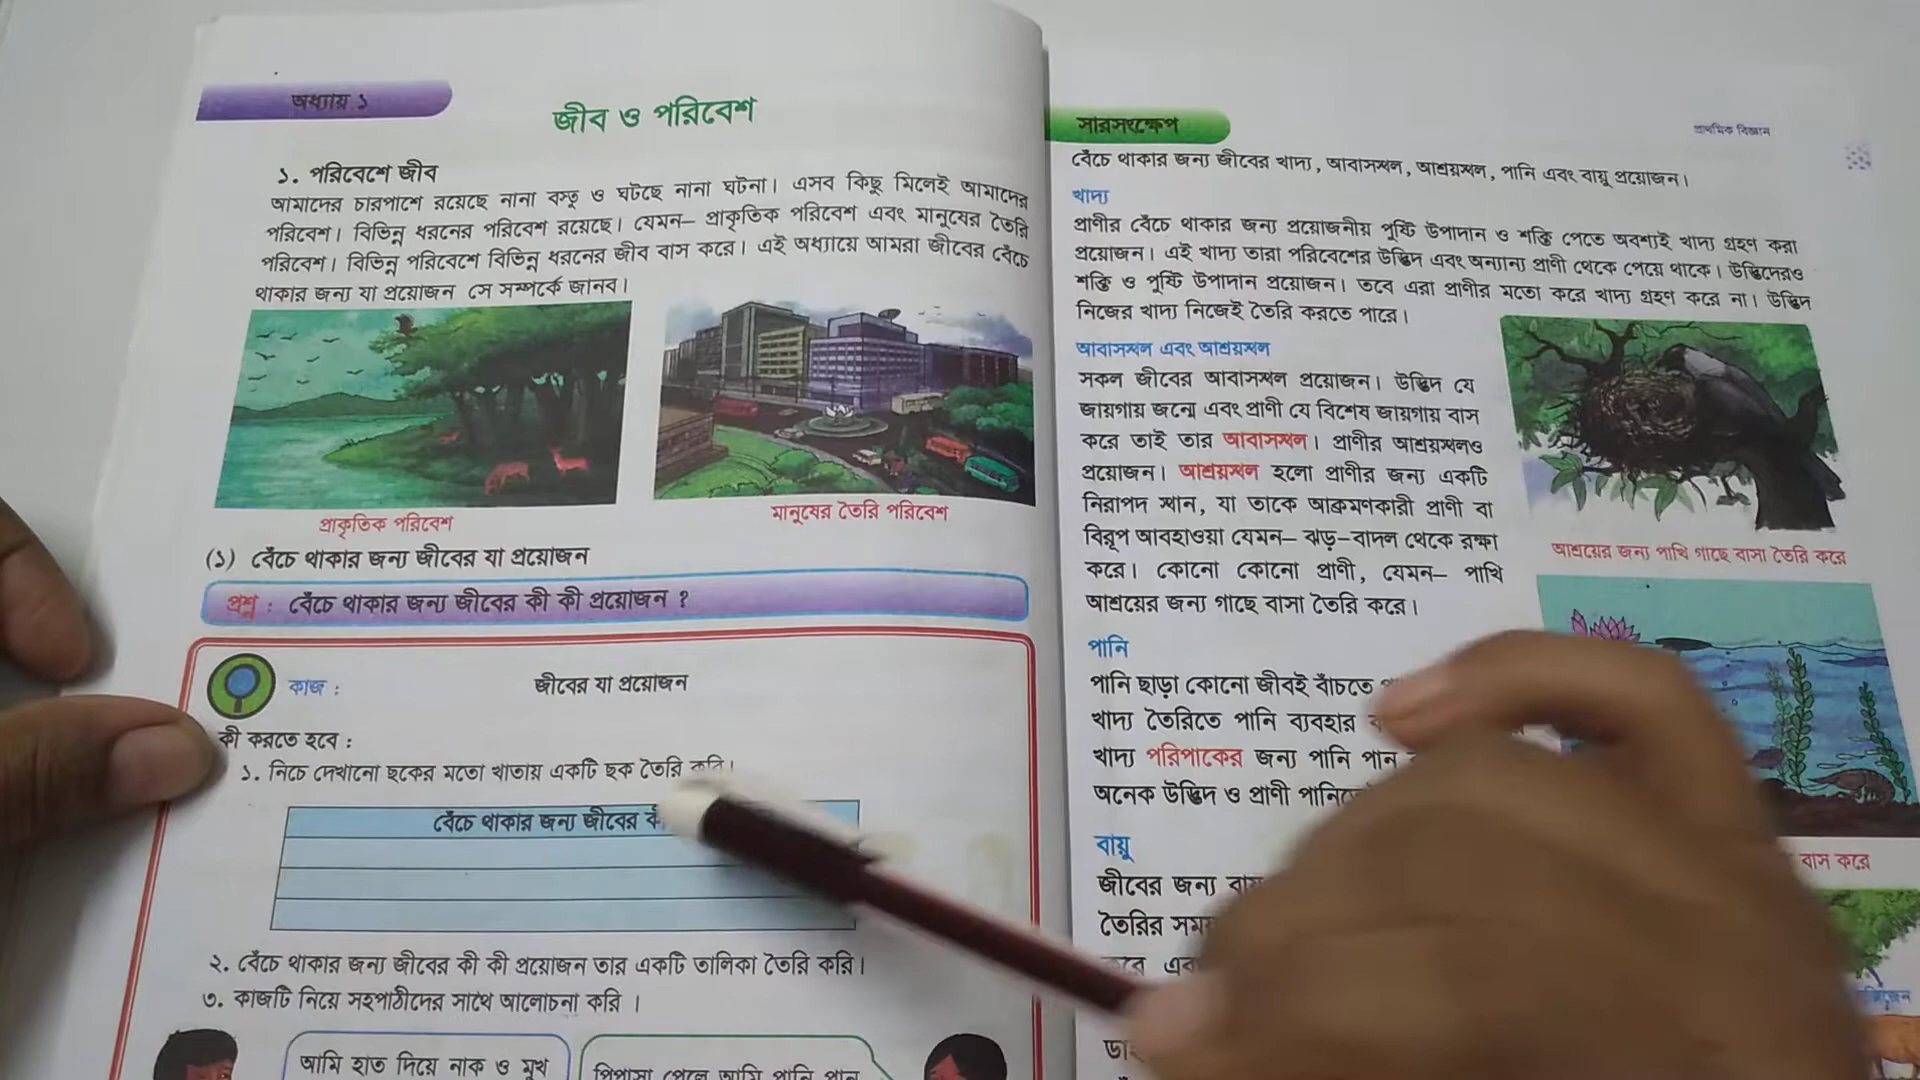 অধ্যায় ১
জীব ও পরিবেশ
১. পরিবেশে জীব
আমাদের চারপাশে রয়েছে নানা বস্তু ও ঘটছে নানা ঘটনা। এসব কিছু মিলেই আমাদের
পরিবেশ। বিভিন্ন ধরনের পরিবেশ রয়েছে। যেমন– প্রাকৃতিক পরিবেশ এবং মানুষের তৈরি
পরিবেশ। বিভিন্ন পরিবেশে বিভিন্ন ধরনের জীব বাস করে। এই অধ্যায়ে আমরা জীবের বেঁচে
থাকার জন্য যা প্রয়োজন সে সম্পর্কে জানব।
প্রাকৃতিক পরিবেশ
মানুষের তৈরি পরিবেশ
(১) বেঁচে থাকার জন্য জীবের যা প্রয়োজন
প্রশ্ন : বেঁচে থাকার জন্য জীবের কী কী প্রয়োজন ?
কাজ :
জীবের যা প্রয়োজন
কী করতে হবে :
১. নিচে দেখানো ছকের মতো খাতায় একটি ছক তৈরি করি।
বেঁচে থাকার জন্য জীবের
২. বেঁচে থাকার জন্য জীবের কী কী প্রয়োজন তার একটি তালিকা তৈরি করি।
৩. কাজটি নিয়ে সহপাঠীদের সাথে আলোচনা করি ।
আমি হাত দিয়ে নাক ও মুখ
পিপাসা পেলে আমি পানি পান
সারসংক্ষেপ
প্রাথমিক বিজ্ঞান
বেঁচে থাকার জন্য জীবের খাদ্য, আবাসস্থল, আশ্রয়স্থল, পানি এবং বায়ু প্রয়োজন।
খাদ্য
প্রাণীর বেঁচে থাকার জন্য প্রয়োজনীয় পুষ্টি উপাদান ও শক্তি পেতে অবশ্যই খাদ্য গ্রহণ করা
প্রয়োজন। এই খাদ্য তারা পরিবেশের উদ্ভিদ এবং অন্যান্য প্রাণী থেকে পেয়ে থাকে। উদ্ভিদেরও
শক্তি ও পুষ্টি উপাদান প্রয়োজন। তবে এরা প্রাণীর মতো করে খাদ্য গ্রহণ করে না। উদ্ভিদ
নিজের খাদ্য নিজেই তৈরি করতে পারে।
আবাসস্থল এবং আশ্রয়স্থল
সকল জীবের আবাসস্থল প্রয়োজন। উদ্ভিদ যে
জায়গায় জন্মে এবং প্রাণী যে বিশেষ জায়গায় বাস
করে তাই তার আবাসস্থল। প্রাণীর আশ্রয়স্থলও
প্রয়োজন। আশ্রয়স্থল হলো প্রাণীর জন্য একটি
নিরাপদ স্থান, যা তাকে আক্রমণকারী প্রাণী বা
বিরূপ আবহাওয়া যেমন– ঝড়–বাদল থেকে রক্ষা
করে। কোনো কোনো প্রাণী, যেমন– পাখি
আশ্রয়ের জন্য গাছে বাসা তৈরি করে।
আশ্রয়ের জন্য পাখি গাছে বাসা তৈরি করে
পানি
পানি ছাড়া কোনো জীবই বাঁচতে
খাদ্য তৈরিতে পানি ব্যবহার
খাদ্য পরিপাকের জন্য পানি পান
অনেক উদ্ভিদ ও প্রাণী
বাস করে
বায়ু
জীবের জন্য
তৈরির